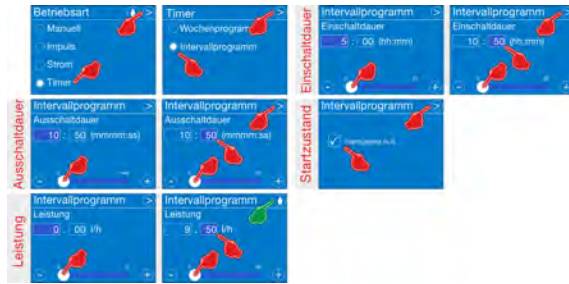 Betriebsart >
Manuell
Impuls
Strom
Timer
Timer >
Wochenprogramm
Intervallprogramm
Einschaltdauer
Intervallprogramm >
Einschaltdauer
5 : 00 (hh:mm)
- +
Intervallprogramm >
Einschaltdauer
10 : 50 (hh:mm)
- +
Ausschaltdauer
Intervallprogramm >
Ausschaltdauer
10 : 50 (mmmm:ss)
- +
Intervallprogramm >
Ausschaltdauer
10 : 50 (mmmm:ss)
- +
Startzustand
Intervallprogramm >
Leistung
Intervallprogramm >
Leistung
0 . 00 l/h
- +
Intervallprogramm
Leistung
9 . 50 l/h
- +